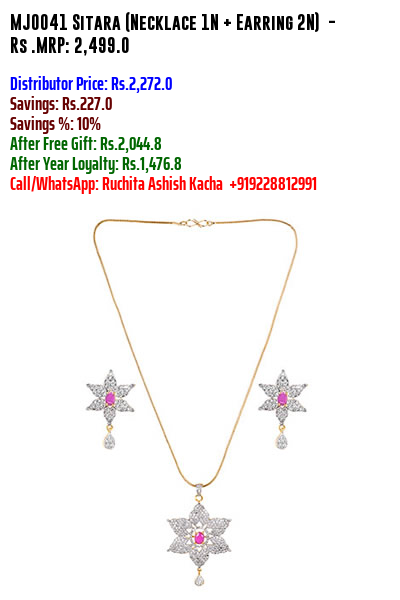 MJ0041 Sitara (Necklace 1N + Earring 2N) -
Rs .MRP: 2,499.0
Distributor Price: Rs.2,272.0
Savings: Rs.227.0
Savings %: 10%
After Free Gift: Rs.2,044.8
After Year Loyalty: Rs.1,476.8
Call/WhatsApp: Ruchita Ashish Kacha +919228812991